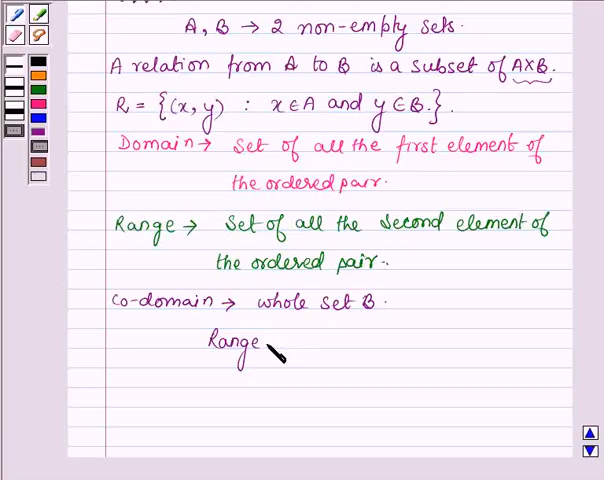 A, B → 2 non-empty sets.
A relation from A to B is a subset of A×B.
R = {(x, y) : x∈A and y∈B.}.
Domain → Set of all the first element of
the ordered pair.
Range → Set of all the second element of
the ordered pair.
Co-domain → whole set B.
Range